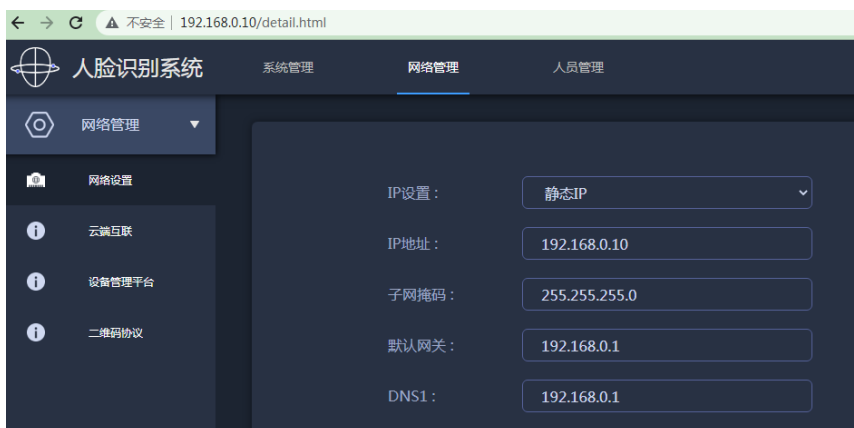 不安全 | 192.168.0.10/detail.html
人脸识别系统 系统管理 网络管理 人员管理
网络管理
网络设置
云端互联
设备管理平台
二维码协议
IP设置： 静态IP
IP地址： 192.168.0.10
子网掩码： 255.255.255.0
默认网关： 192.168.0.1
DNS1： 192.168.0.1